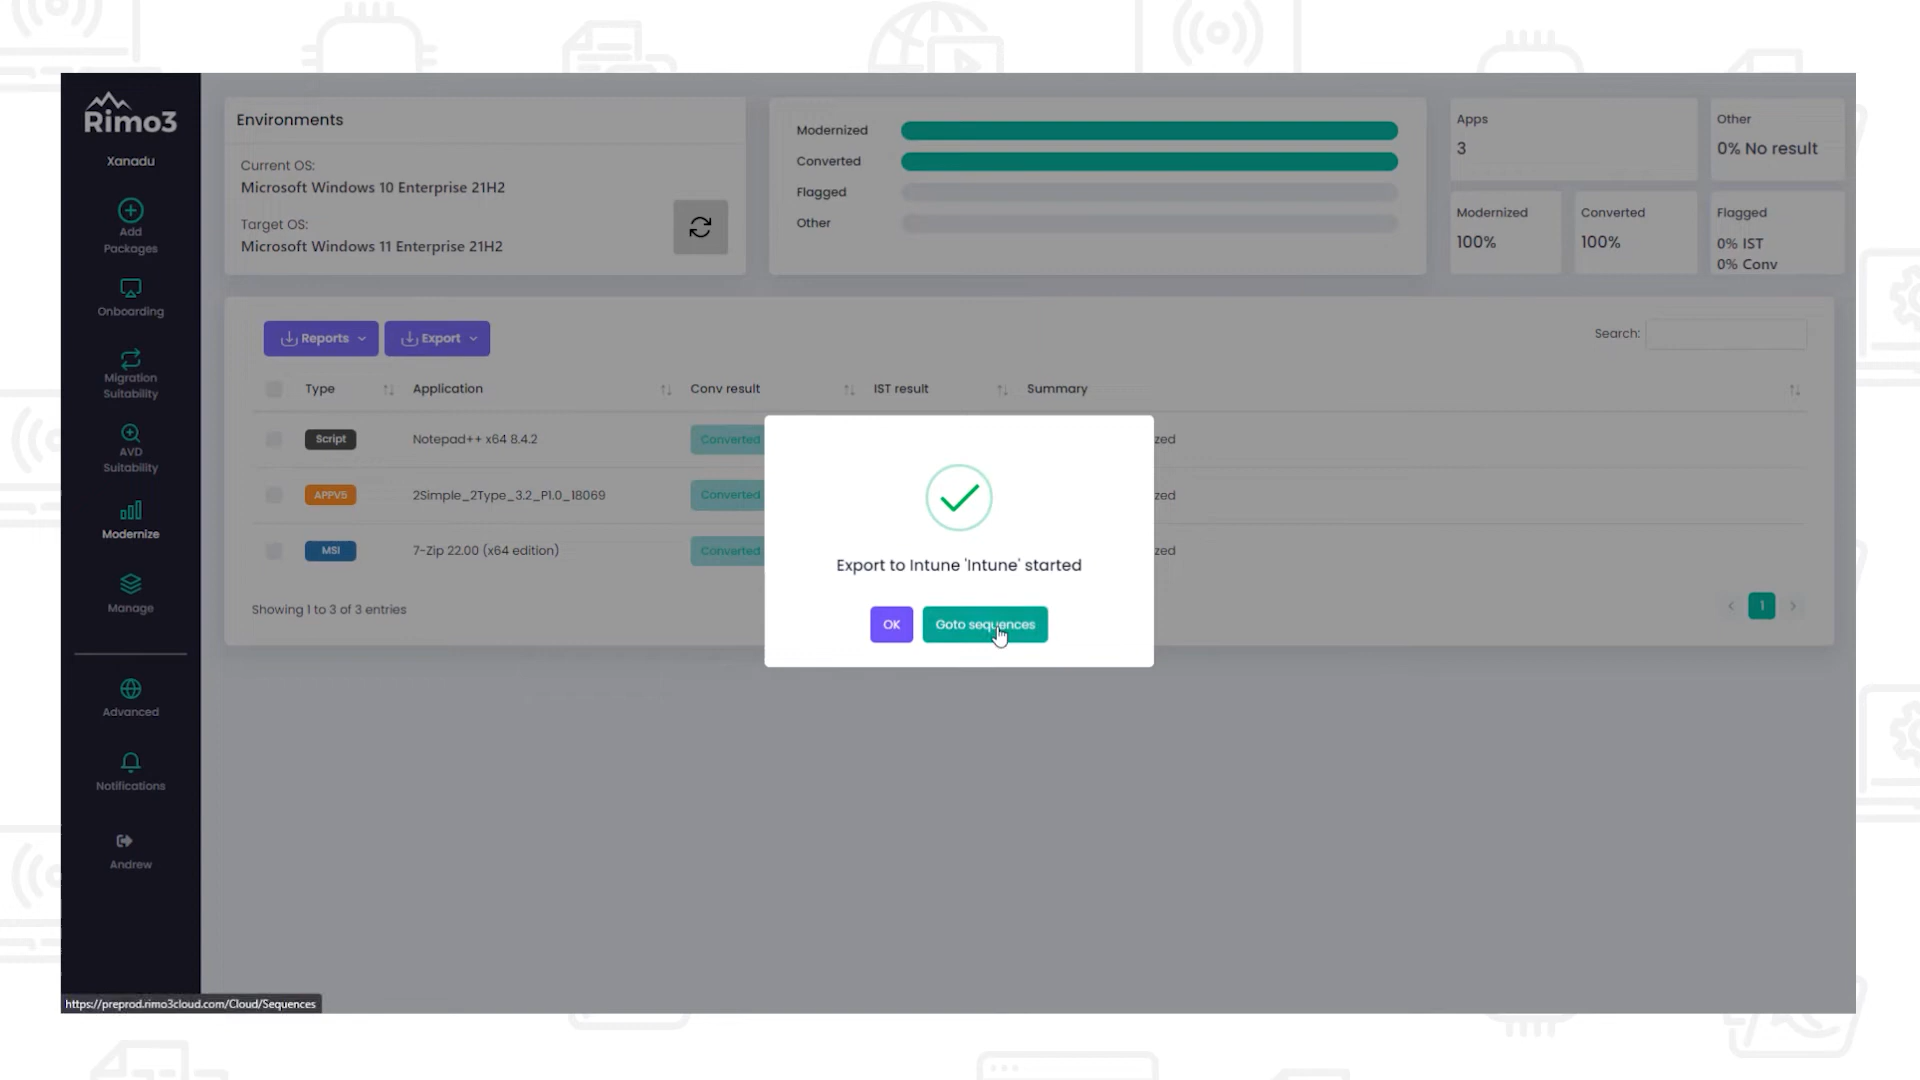 Rimo3
Xanadu
Add
Packages
Onboarding
Migration
Suitability
AVD
Suitability
Modernize
Manage
Advanced
Notifications
Andrew
Environments
Current OS:
Microsoft Windows 10 Enterprise 21H2
Target OS:
Microsoft Windows 11 Enterprise 21H2
Modernized
Converted
Flagged
Other
Apps
3
Other
0% No result
Modernized
100%
Converted
100%
Flagged
0% IST
0% Conv
Reports Export
Search:
Type Application Conv result IST result Summary
Script Notepad++ x64 8.4.2 Converted zed
APPV5 2Simple_2Type_3.2_P1.0_18069 Converted zed
MSI 7-Zip 22.00 (x64 edition) Converted zed
Showing 1 to 3 of 3 entries
1
Export to Intune 'Intune' started
OK Goto sequences
https://preprod.rimo3cloud.com/Cloud/Sequences